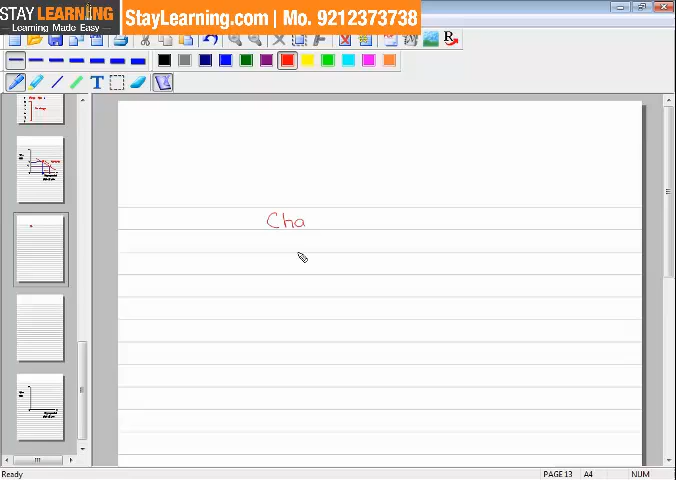 STAY LEARNING
Learning Made Easy
StayLearning.com | Mo. 9212373738
T
R
Cha
Ready
PAGE 13
A4
NUM